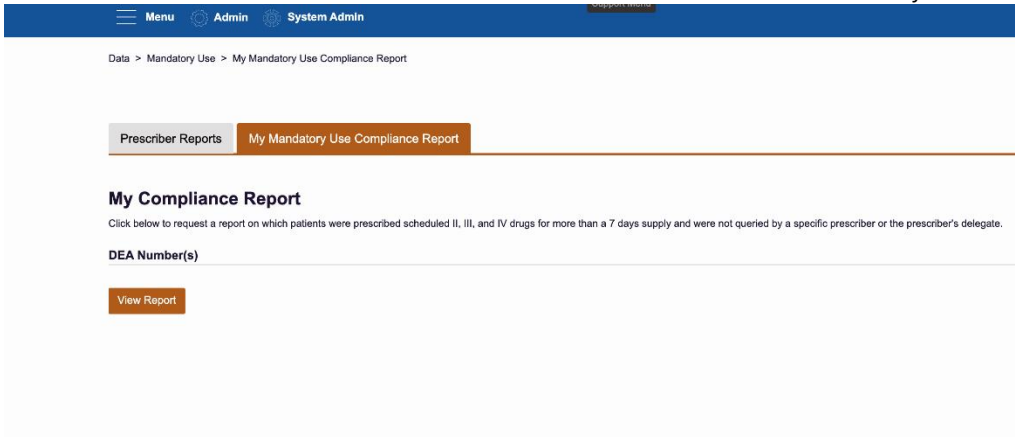 Support Menu
Menu Admin System Admin
Data > Mandatory Use > My Mandatory Use Compliance Report
Prescriber Reports My Mandatory Use Compliance Report
My Compliance Report
Click below to request a report on which patients were prescribed scheduled II, III, and IV drugs for more than a 7 days supply and were not queried by a specific prescriber or the prescriber's delegate.
DEA Number(s)
View Report